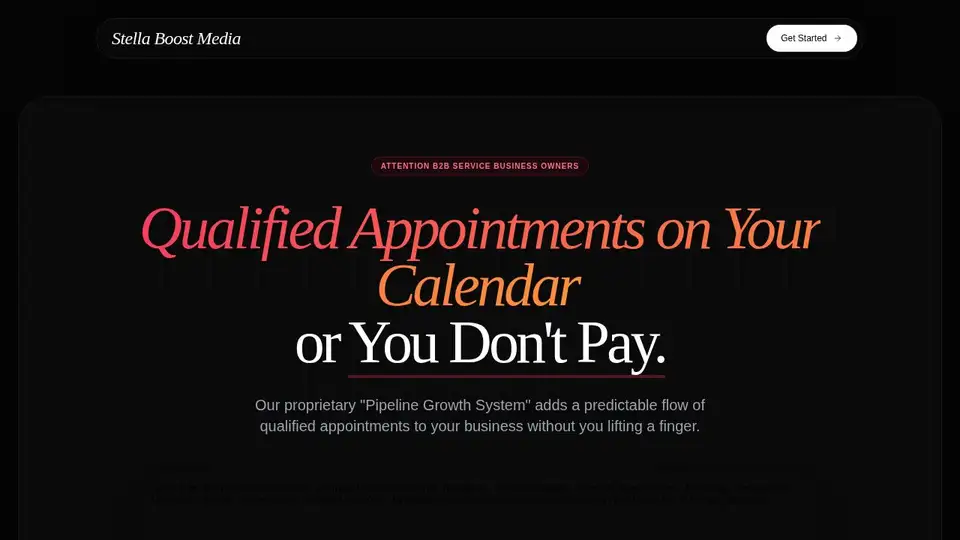 Stella Boost Media
Get Started
ATTENTION B2B SERVICE BUSINESS OWNERS
Qualified Appointments on Your
Calendar
or You Don't Pay.
Our proprietary "Pipeline Growth System" adds a predictable flow of
qualified appointments to your business without you lifting a finger.